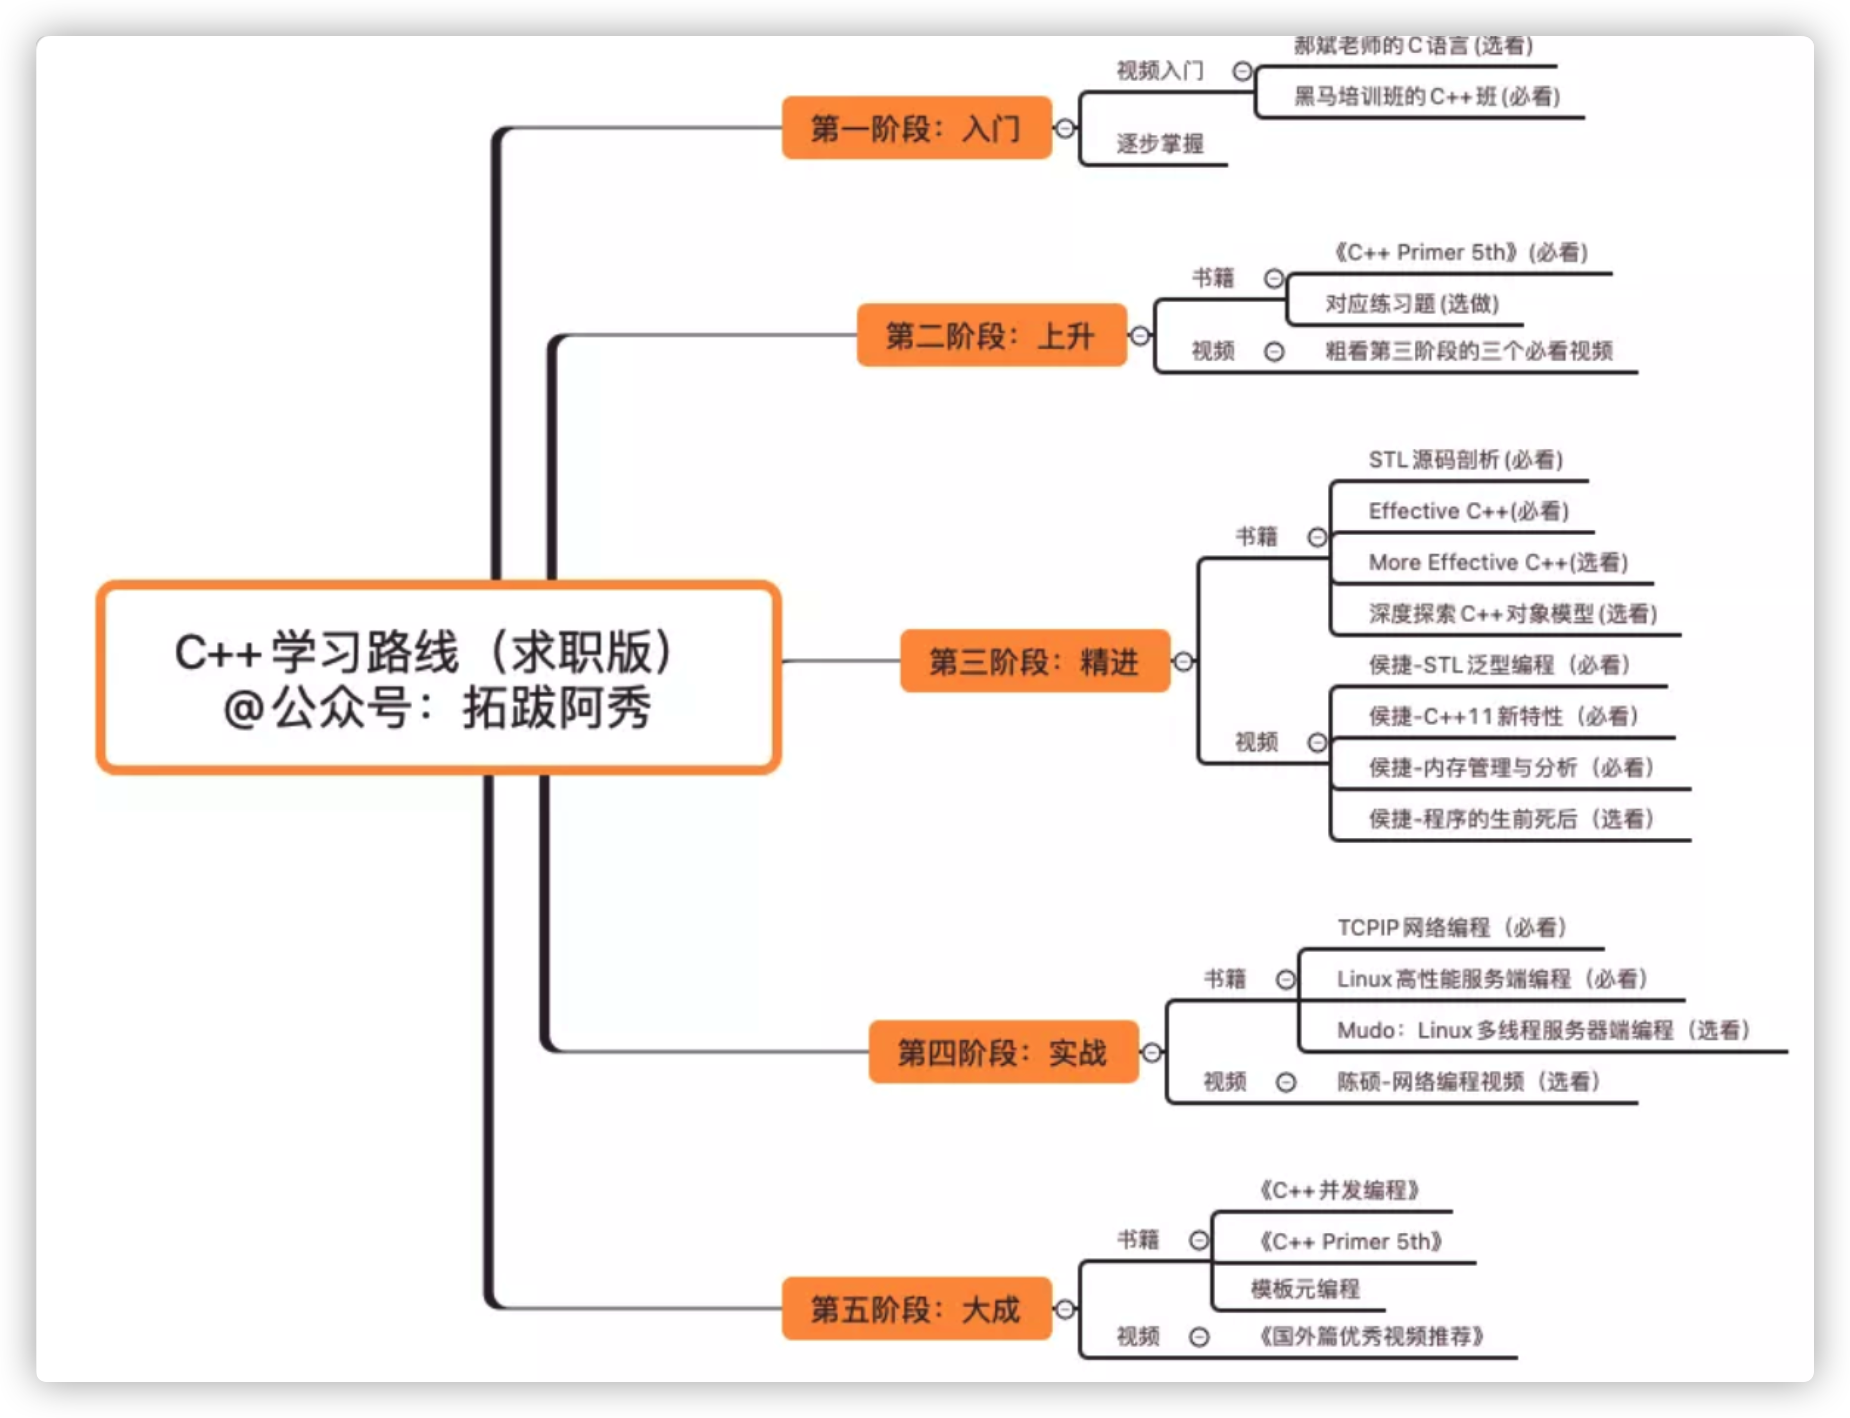 郝斌老师的C语言(选看)
视频入门
黑马培训班的C++班(必看)
第一阶段：入门
逐步掌握
《C++ Primer 5th》(必看)
书籍
对应练习题(选做)
第二阶段：上升
视频
粗看第三阶段的三个必看视频
STL源码剖析(必看)
Effective C++(必看)
书籍
More Effective C++(选看)
深度探索C++对象模型(选看)
C++学习路线（求职版）
@公众号：拓跋阿秀
第三阶段：精进
侯捷-STL泛型编程（必看）
侯捷-C++11新特性（必看）
视频
侯捷-内存管理与分析（必看）
侯捷-程序的生前死后（选看）
TCPIP网络编程（必看）
书籍
Linux高性能服务端编程（必看）
Mudo：Linux多线程服务器端编程（选看）
第四阶段：实战
视频
陈硕-网络编程视频（选看）
《C++并发编程》
书籍
《C++ Primer 5th》
模板元编程
第五阶段：大成
视频
《国外篇优秀视频推荐》